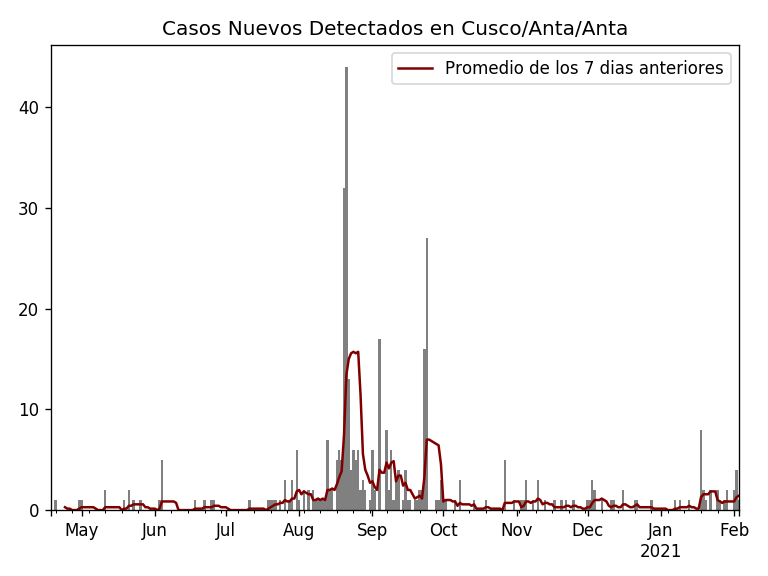 Casos Nuevos Detectados en Cusco/Anta/Anta
Promedio de los 7 dias anteriores
40
30
20
10
0
May Jun Jul Aug Sep Oct Nov Dec Jan Feb
2021